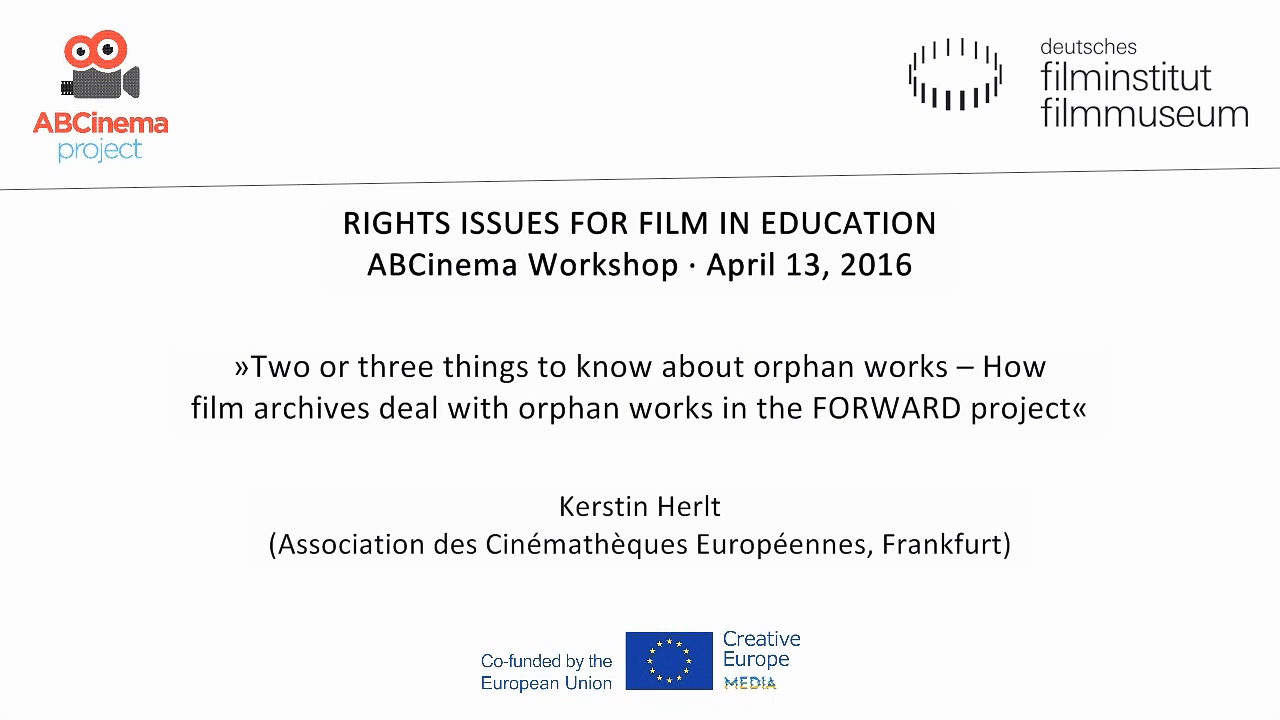 ABCinema
project
deutsches
filminstitut
filmmuseum
RIGHTS ISSUES FOR FILM IN EDUCATION
ABCinema Workshop · April 13, 2016
»Two or three things to know about orphan works – How
film archives deal with orphan works in the FORWARD project«
Kerstin Herlt
(Association des Cinémathèques Européennes, Frankfurt)
Co-funded by the
European Union
Creative
Europe
MEDIA